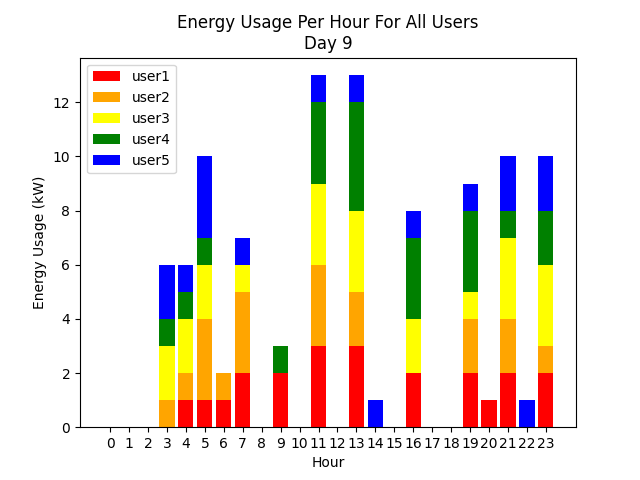 Energy Usage Per Hour For All Users
Day 9
user1
user2
user3
user4
user5
Energy Usage (kW)
12
10
8
6
4
2
0
0 1 2 3 4 5 6 7 8 9 10 11 12 13 14 15 16 17 18 19 20 21 22 23
Hour